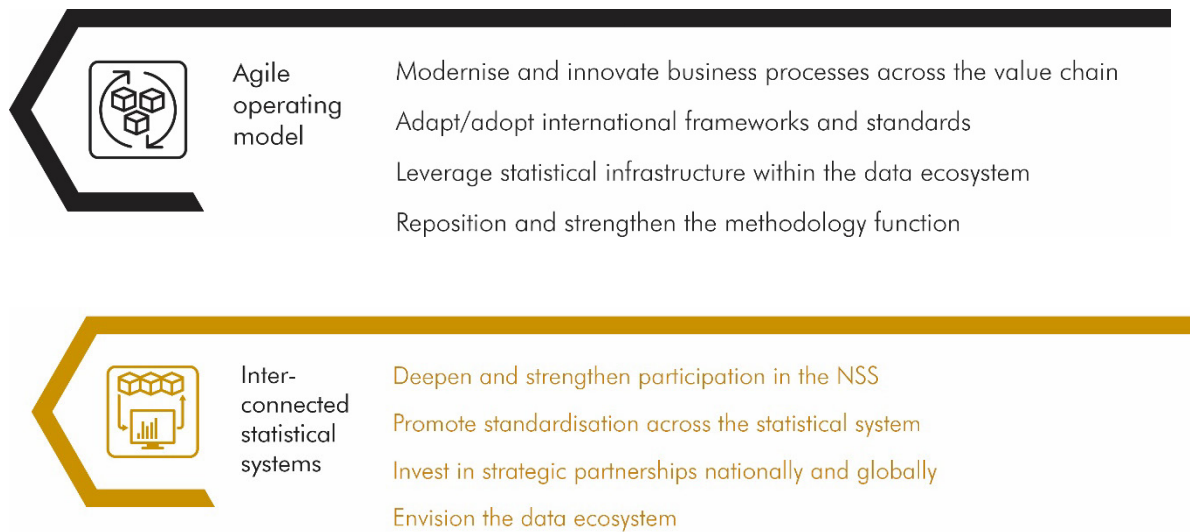 Agile
operating
model
Modernise and innovate business processes across the value chain
Adapt/adopt international frameworks and standards
Leverage statistical infrastructure within the data ecosystem
Reposition and strengthen the methodology function
Inter-
connected
statistical
systems
Deepen and strengthen participation in the NSS
Promote standardisation across the statistical system
Invest in strategic partnerships nationally and globally
Envision the data ecosystem